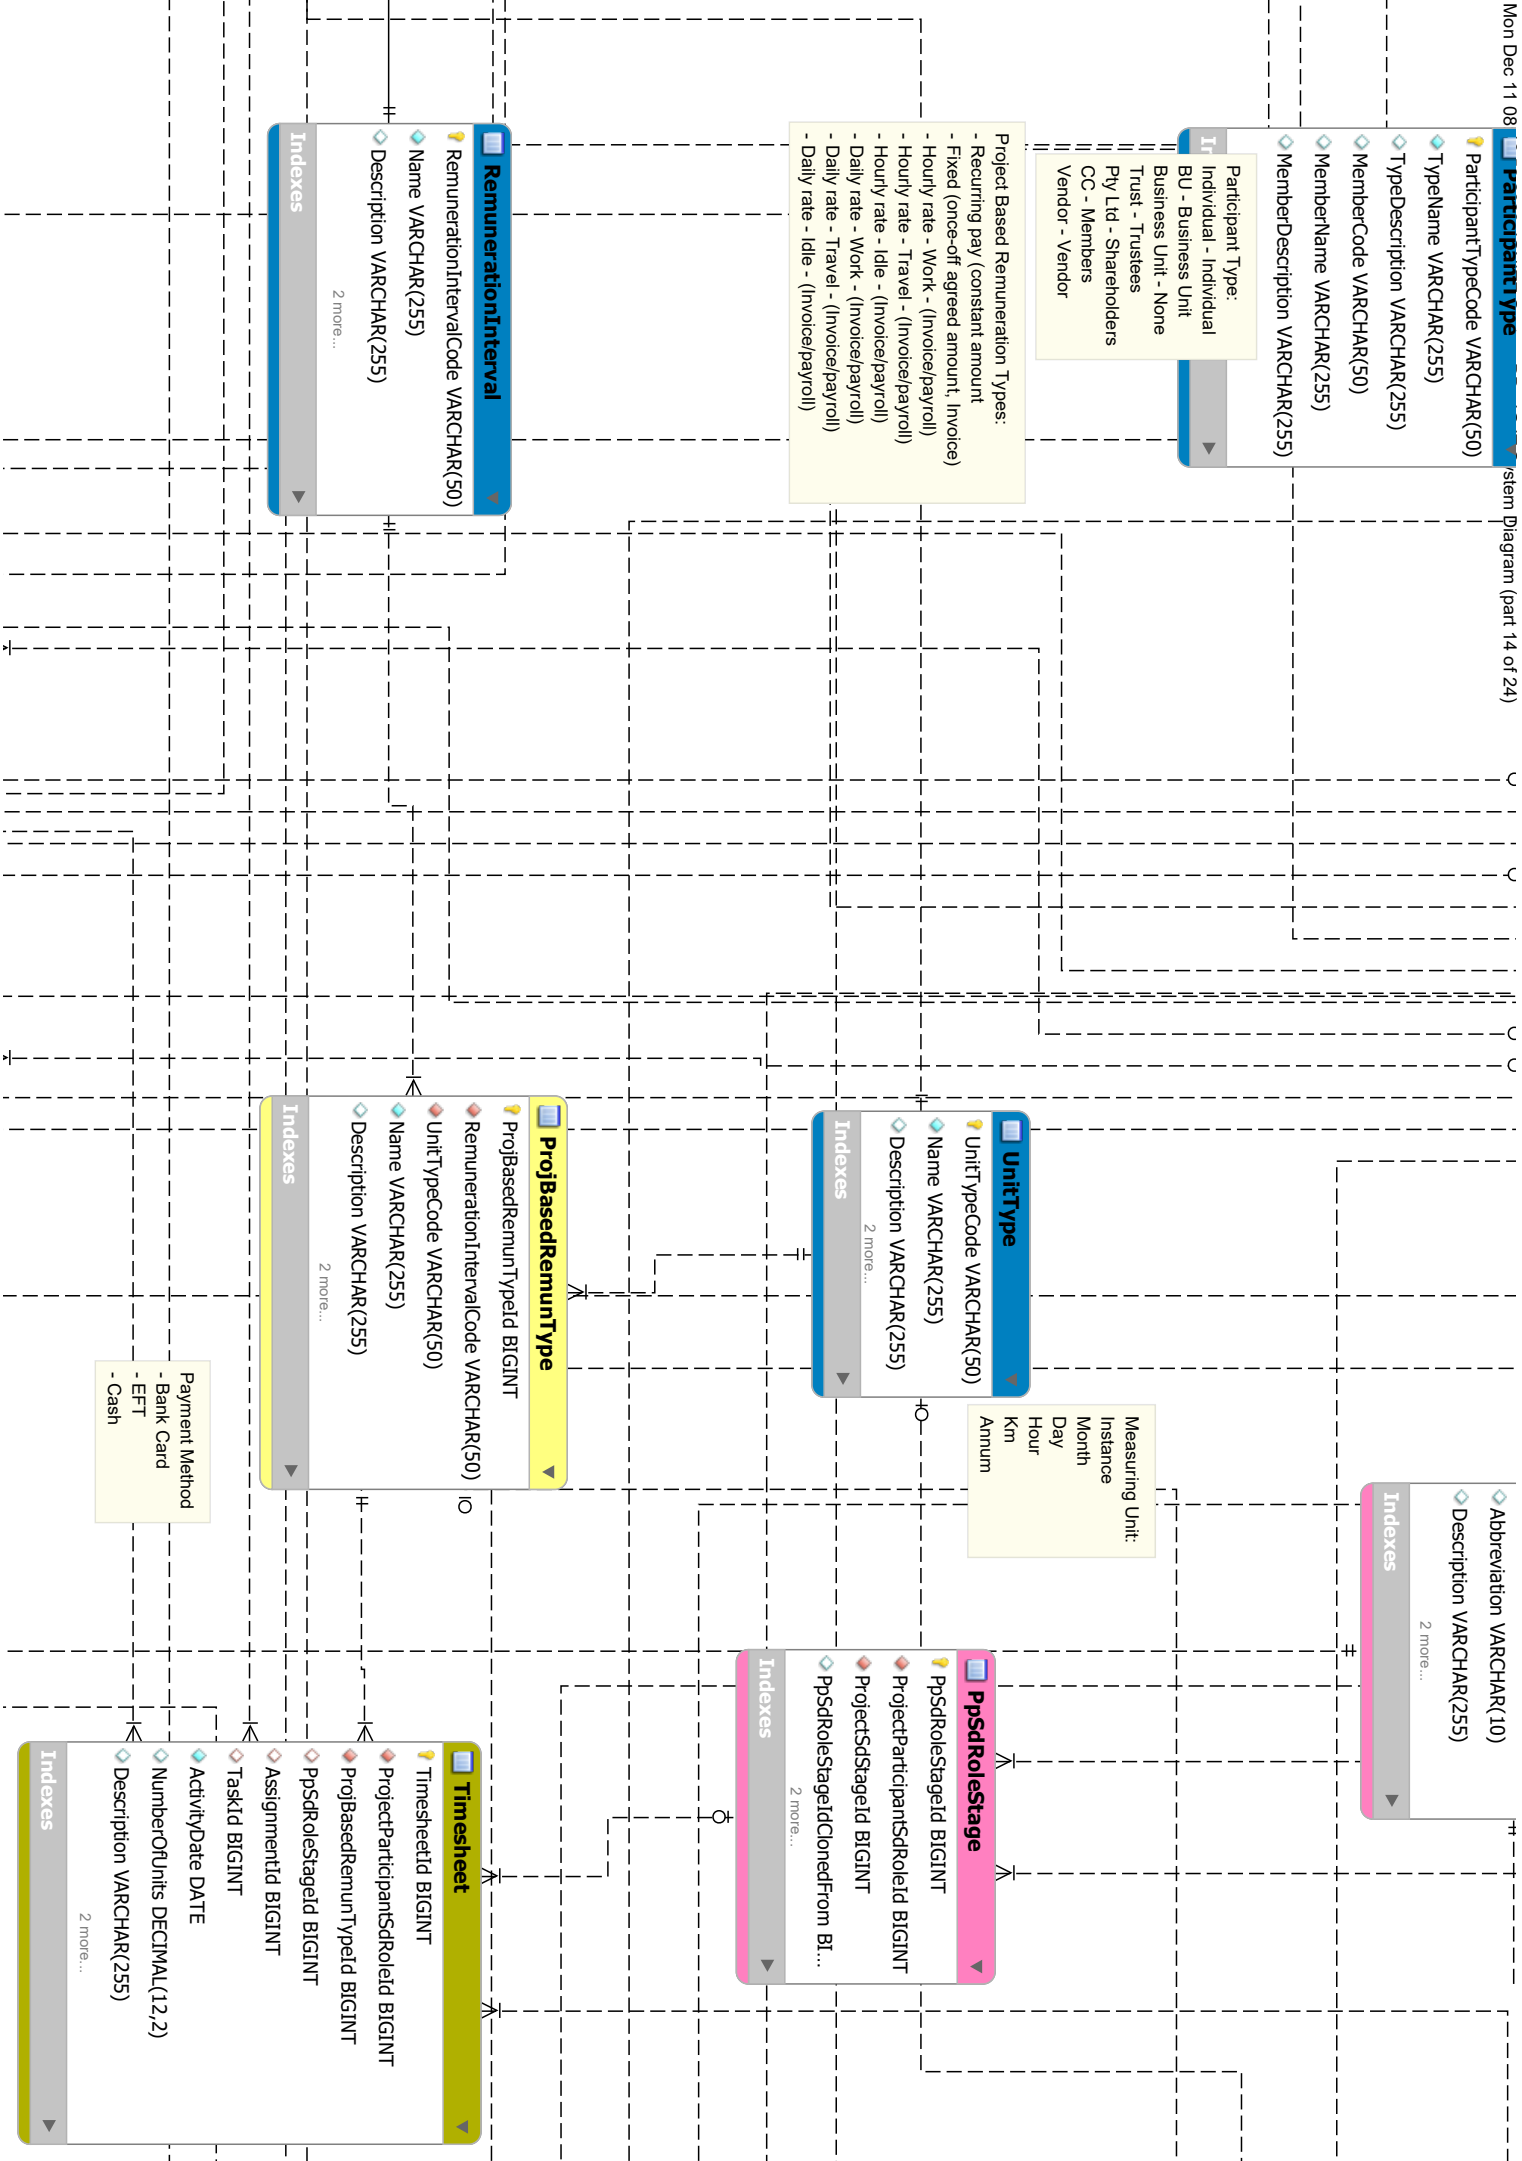 Mon Dec 11 08
ystem Diagram (part 14 of 24)
ParticipantType
ParticipantTypeCode VARCHAR(50)
TypeName VARCHAR(255)
TypeDescription VARCHAR(255)
MemberCode VARCHAR(50)
MemberName VARCHAR(255)
MemberDescription VARCHAR(255)
Participant Type:
Individual - Individual
BU - Business Unit
Business Unit - None
Trust - Trustees
Pty Ltd - Shareholders
CC - Members
Vendor - Vendor
Project Based Remuneration Types:
- Recurring pay (constant amount
- Fixed (once-off agreed amount, Invoice)
- Hourly rate - Work - (Invoice/payroll)
- Hourly rate - Travel - (Invoice/payroll)
- Hourly rate - Idle - (Invoice/payroll)
- Daily rate - Work - (Invoice/payroll)
- Daily rate - Travel - (Invoice/payroll)
- Daily rate - Idle - (Invoice/payroll)
RemunerationInterval
RemunerationIntervalCode VARCHAR(50)
Name VARCHAR(255)
Description VARCHAR(255)
2 more...
Indexes
UnitType
UnitTypeCode VARCHAR(50)
Name VARCHAR(255)
Description VARCHAR(255)
2 more...
Indexes
Measuring Unit:
Instance
Month
Day
Hour
Km
Annum
Abbreviation VARCHAR(10)
Description VARCHAR(255)
2 more...
Indexes
ProjBasedRemunType
ProjBasedRemunTypeId BIGINT
RemunerationIntervalCode VARCHAR(50)
UnitTypeCode VARCHAR(50)
Name VARCHAR(255)
Description VARCHAR(255)
2 more...
Indexes
Payment Method
- Bank Card
- EFT
- Cash
PpSdRoleStage
PpSdRoleStageId BIGINT
ProjectParticipantSdRoleId BIGINT
ProjectSdStageId BIGINT
PpSdRoleStageIdClonedFrom BI...
2 more...
Indexes
Timesheet
TimesheetId BIGINT
ProjectParticipantSdRoleId BIGINT
ProjBasedRemunTypeId BIGINT
PpSdRoleStageId BIGINT
AssignmentId BIGINT
TaskId BIGINT
ActivityDate DATE
NumberOfUnits DECIMAL(12,2)
Description VARCHAR(255)
2 more...
Indexes